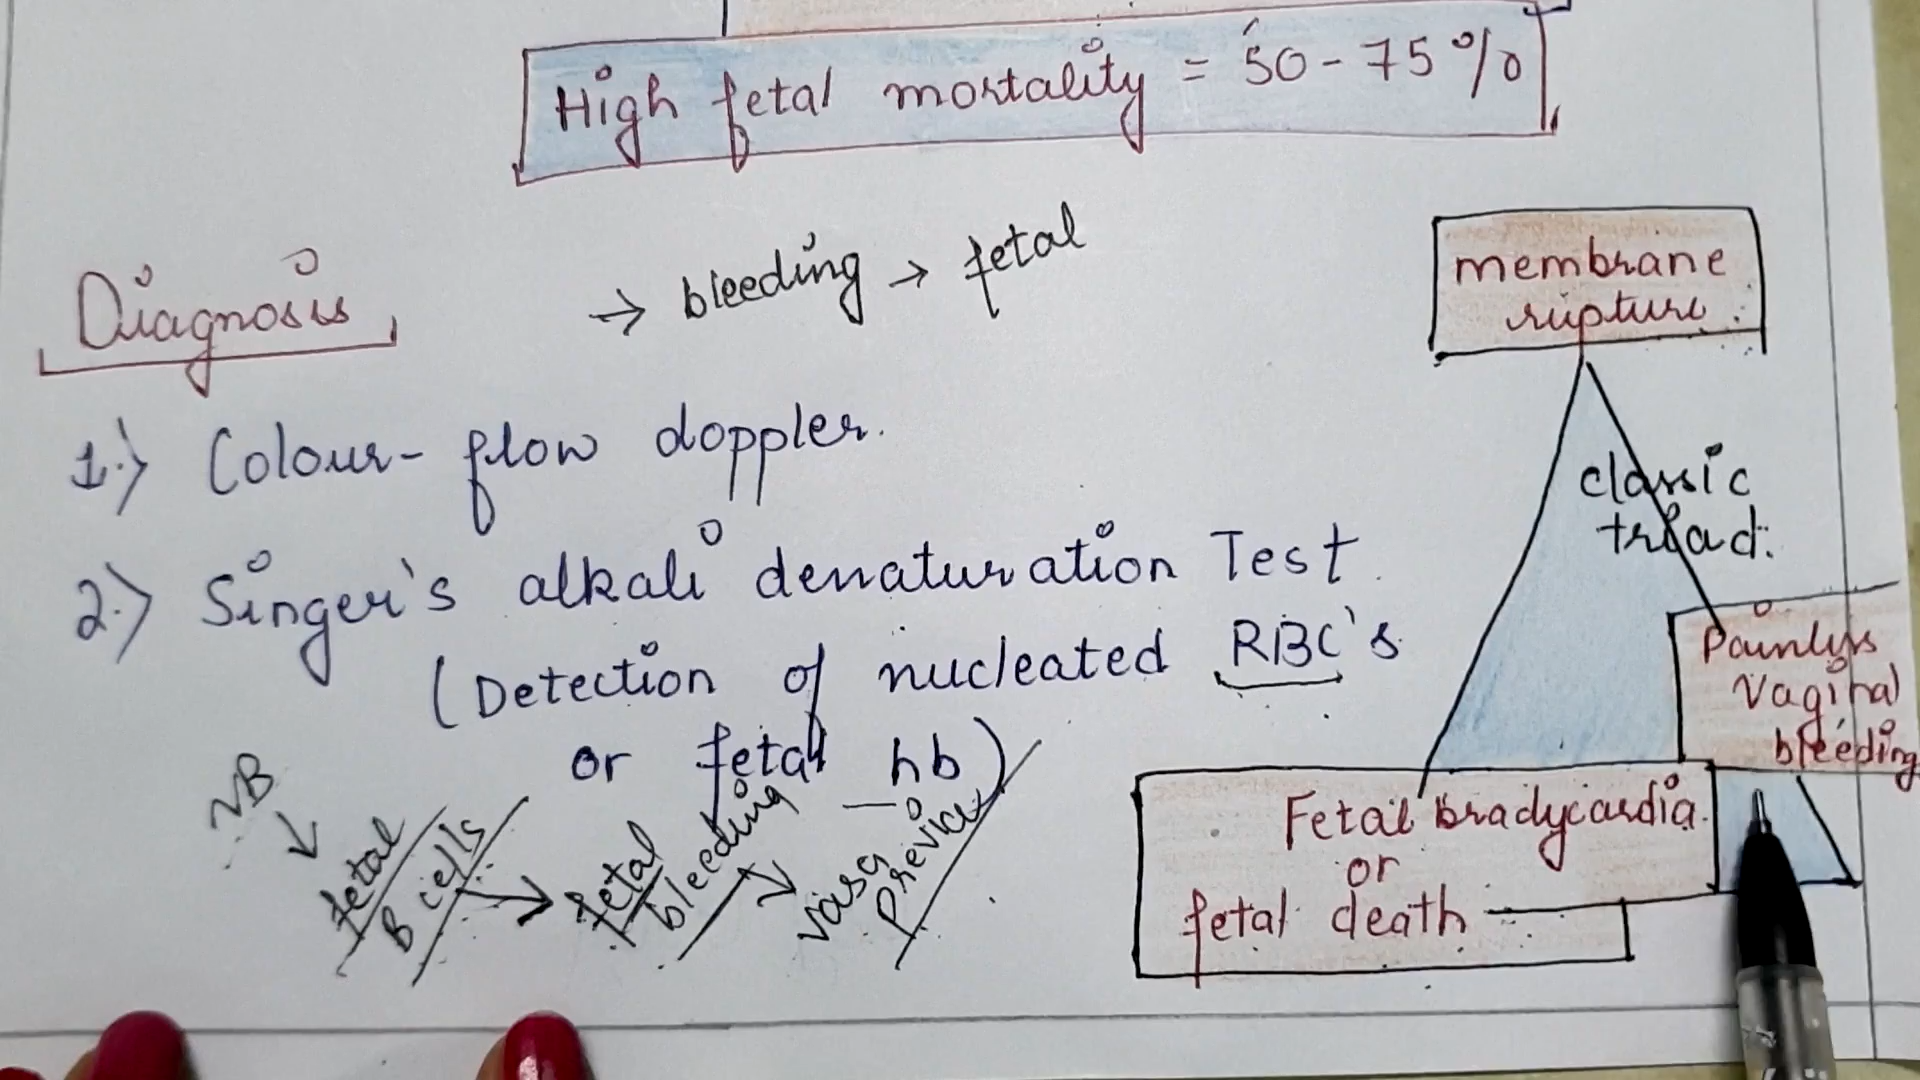 High fetal mortality = 50-75%
Diagnosis
→ bleeding → fetal
1.) Colour-flow doppler.
2.) Singer's alkali denaturation Test.
(Detection of nucleated RBC's
or fetal hb)
fetal
B cells
fetal
bleeding
vasa
Previa
membrane
rupture
classic
triad.
Painless
Vaginal
bleeding
Fetal bradycardia
or
fetal death